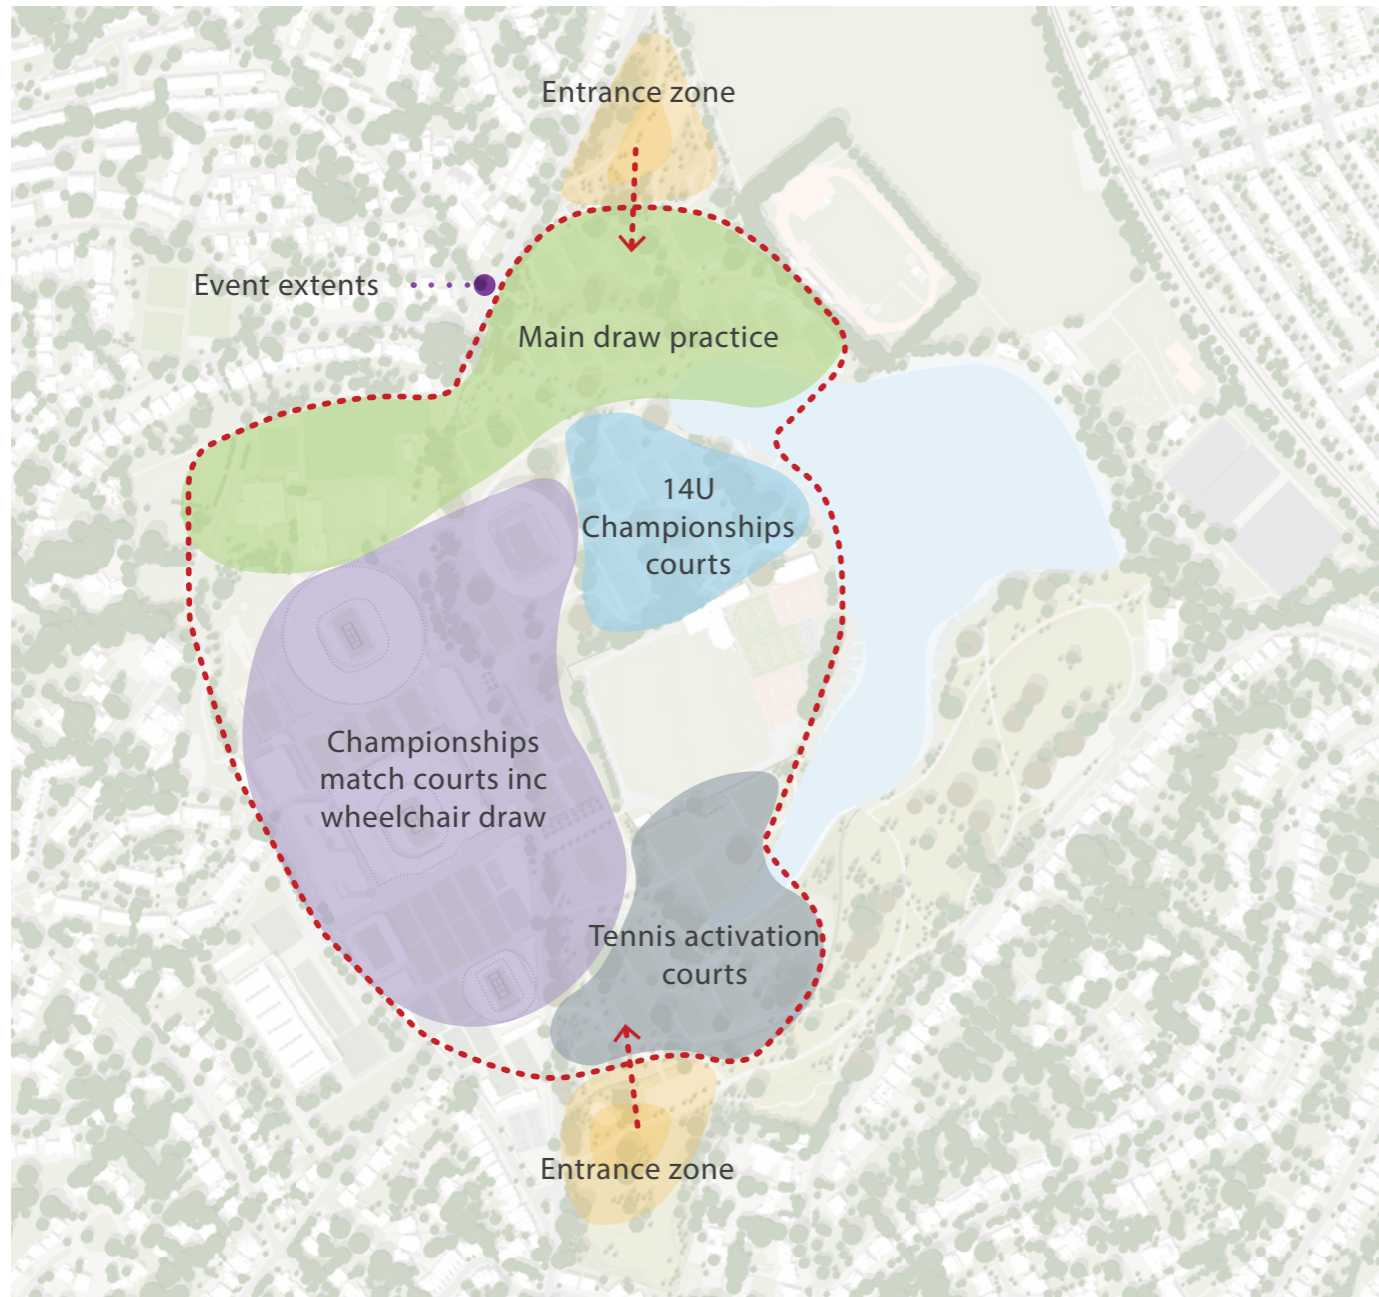 Entrance zone
Event extents
Main draw practice
14U
Championships
courts
Championships
match courts inc
wheelchair draw
Tennis activation
courts
Entrance zone